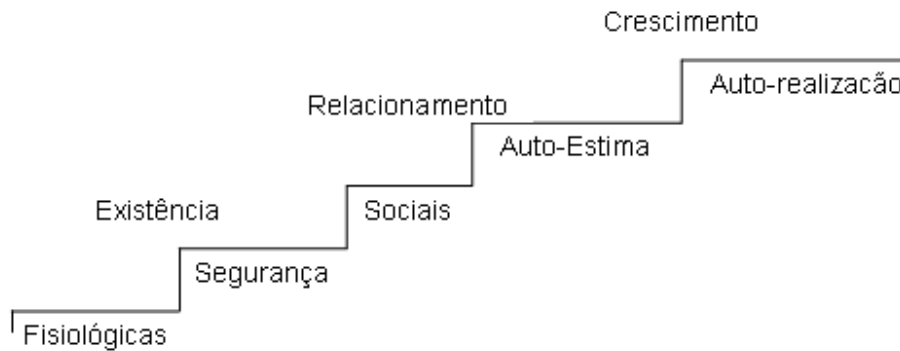 Crescimento
Auto-realizacão
Relacionamento
Auto-Estima
Existência
Sociais
Segurança
Fisiológicas